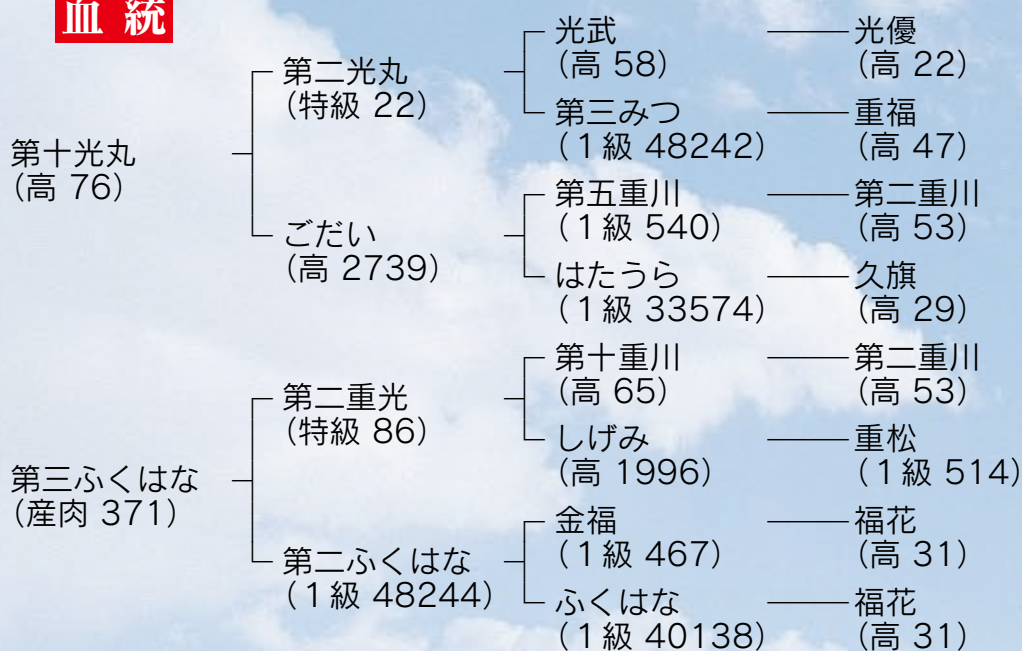 血統
第十光丸
(高 76)
第二光丸
(特級 22)
光武
(高 58)
光優
(高 22)
第三みつ
(1級 48242)
重福
(高 47)
ごだい
(高 2739)
第五重川
(1級 540)
第二重川
(高 53)
はたうら
(1級 33574)
久旗
(高 29)
第三ふくはな
(産肉 371)
第二重光
(特級 86)
第十重川
(高 65)
第二重川
(高 53)
しげみ
(高 1996)
重松
(1級 514)
第二ふくはな
(1級 48244)
金福
(1級 467)
福花
(高 31)
ふくはな
(1級 40138)
福花
(高 31)